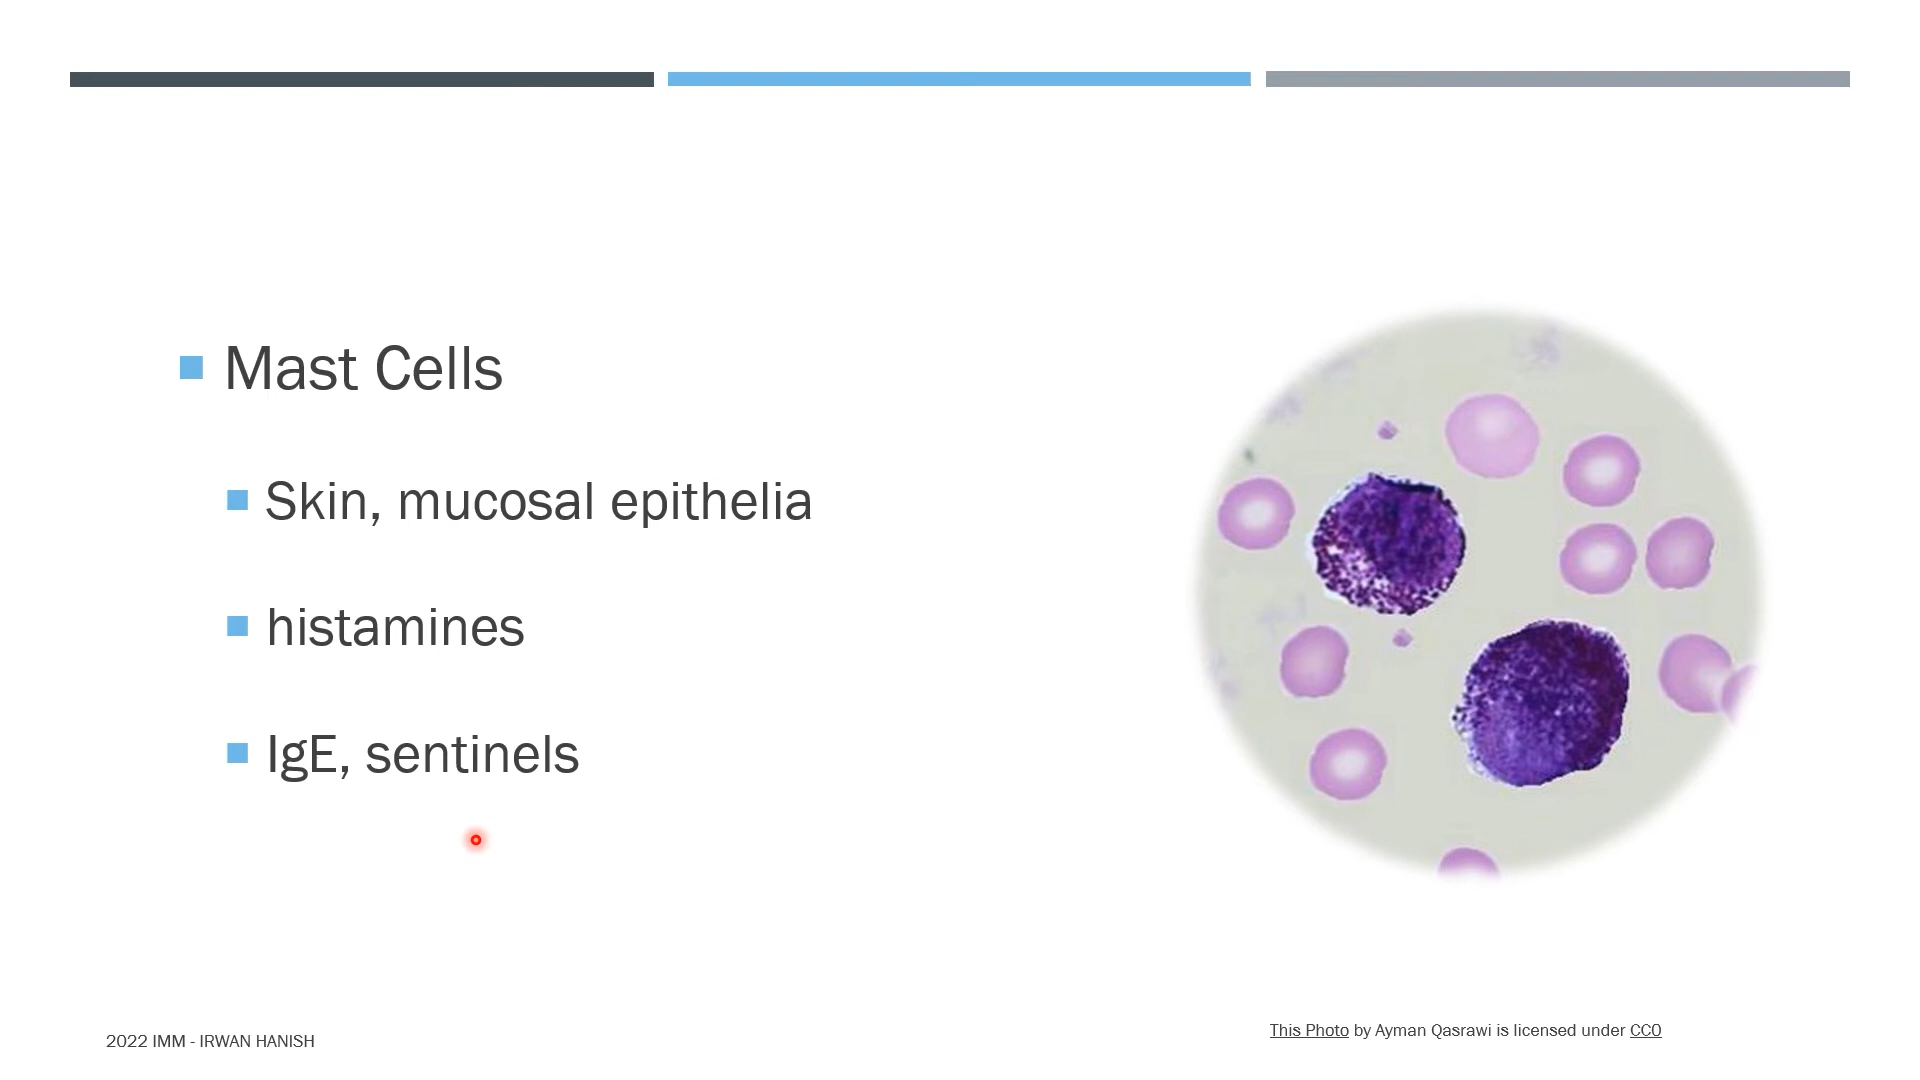 Mast Cells
Skin, mucosal epithelia
histamines
IgE, sentinels
2022 IMM - IRWAN HANISH
This Photo by Ayman Qasrawi is licensed under CC0